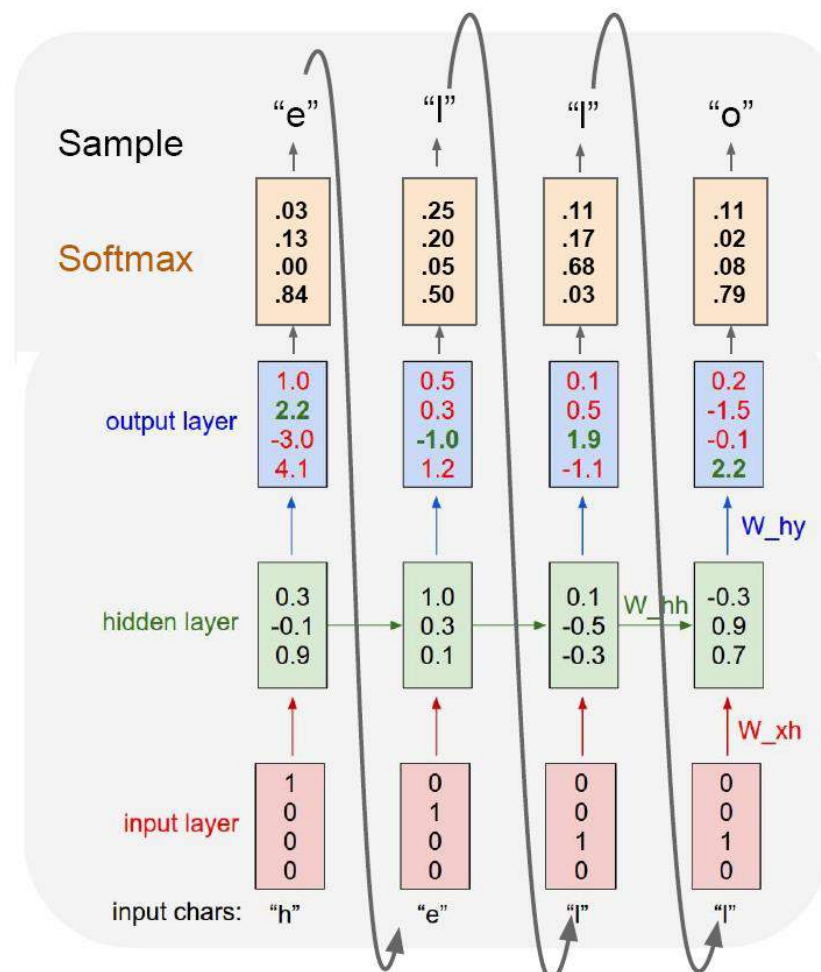 “e” “l” “l” “o”
Sample
.03 .25 .11 .11
.13 .20 .17 .02
.00 .05 .68 .08
.84 .50 .03 .79
Softmax
1.0 0.5 0.1 0.2
2.2 0.3 0.5 -1.5
-3.0 -1.0 1.9 -0.1
4.1 1.2 -1.1 2.2
output layer
W_hy
0.3 1.0 0.1 -0.3
-0.1 0.3 -0.5 0.9
0.9 0.1 -0.3 0.7
hidden layer
W_hh
W_xh
1 0 0 0
0 1 0 0
0 0 1 1
0 0 0 0
input layer
input chars: “h” “e” “l” “l”